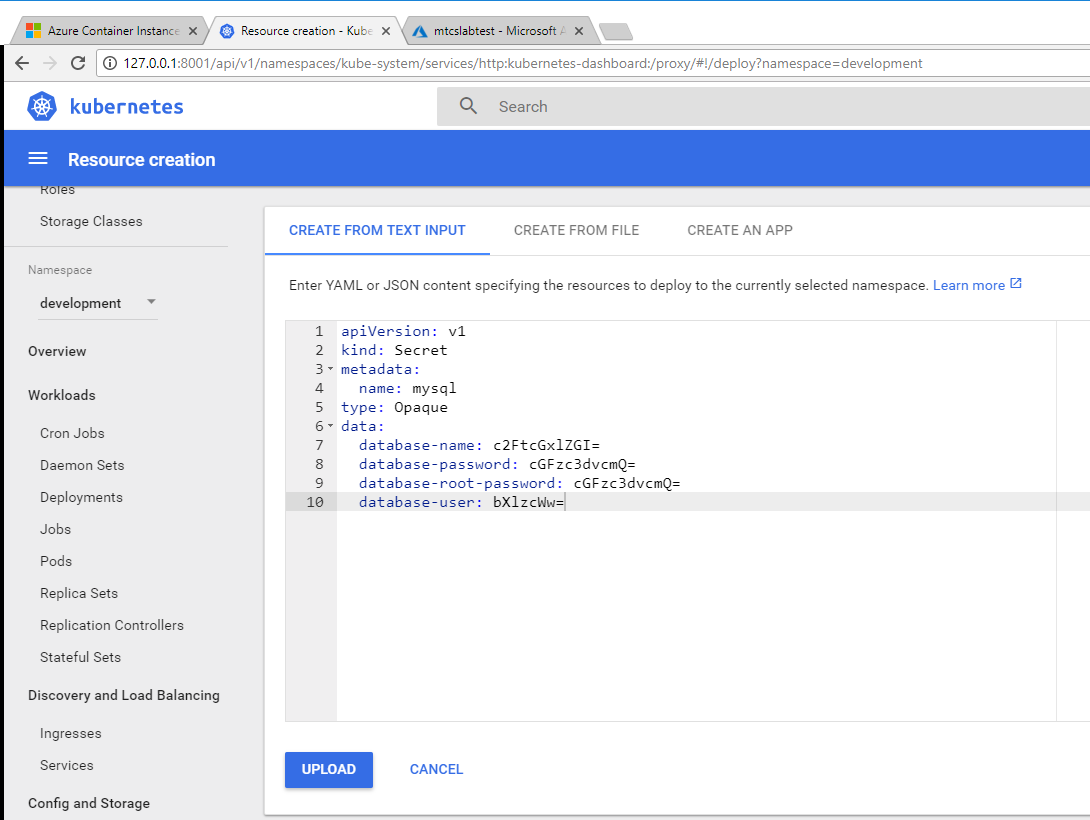 Azure Container Instance
Resource creation - Kube
mtcslabtest - Microsoft A
127.0.0.1:8001/api/v1/namespaces/kube-system/services/http:kubernetes-dashboard:/proxy/#!/deploy?namespace=development
kubernetes
Search
Resource creation
Roles
Storage Classes
Namespace
development
Overview
Workloads
Cron Jobs
Daemon Sets
Deployments
Jobs
Pods
Replica Sets
Replication Controllers
Stateful Sets
Discovery and Load Balancing
Ingresses
Services
Config and Storage
CREATE FROM TEXT INPUT CREATE FROM FILE CREATE AN APP
Enter YAML or JSON content specifying the resources to deploy to the currently selected namespace. Learn more
1 apiVersion: v1
2 kind: Secret
3 metadata:
4 name: mysql
5 type: Opaque
6 data:
7 database-name: c2FtcGxlZGI=
8 database-password: cGFzc3dvcmQ=
9 database-root-password: cGFzc3dvcmQ=
10 database-user: bXlzcWw=
UPLOAD CANCEL